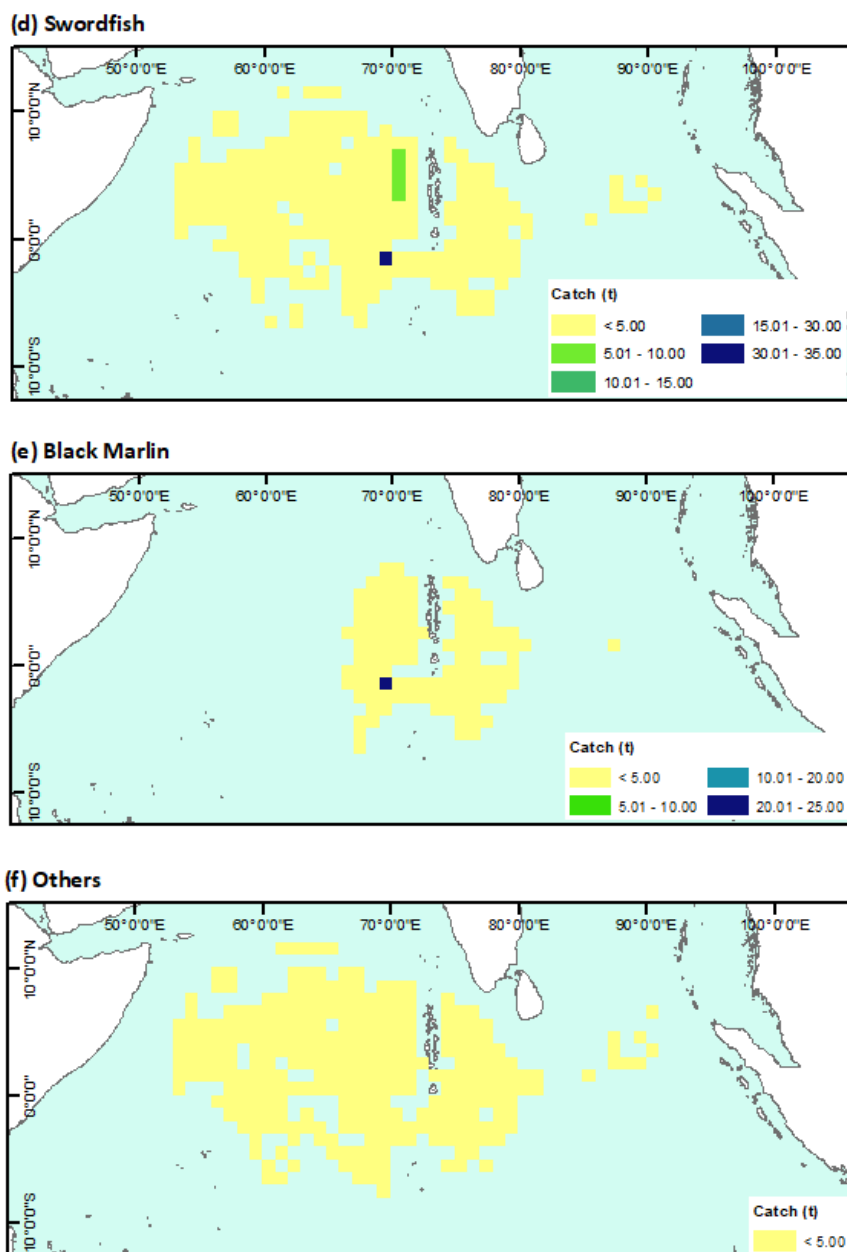 (d) Swordfish
50°0'0"E 60°0'0"E 70°0'0"E 80°0'0"E 90°0'0"E 100°0'0"E
10°0'0"N
0°0'0"
10°0'0"S
Catch (t)
< 5.00 15.01 - 30.00
5.01 - 10.00 30.01 - 35.00
10.01 - 15.00
(e) Black Marlin
50°0'0"E 60°0'0"E 70°0'0"E 80°0'0"E 90°0'0"E 100°0'0"E
10°0'0"N
0°0'0"
10°0'0"S
Catch (t)
< 5.00 10.01 - 20.00
5.01 - 10.00 20.01 - 25.00
(f) Others
50°0'0"E 60°0'0"E 70°0'0"E 80°0'0"E 90°0'0"E 100°0'0"E
10°0'0"N
0°0'0"
10°0'0"S
Catch (t)
< 5.00